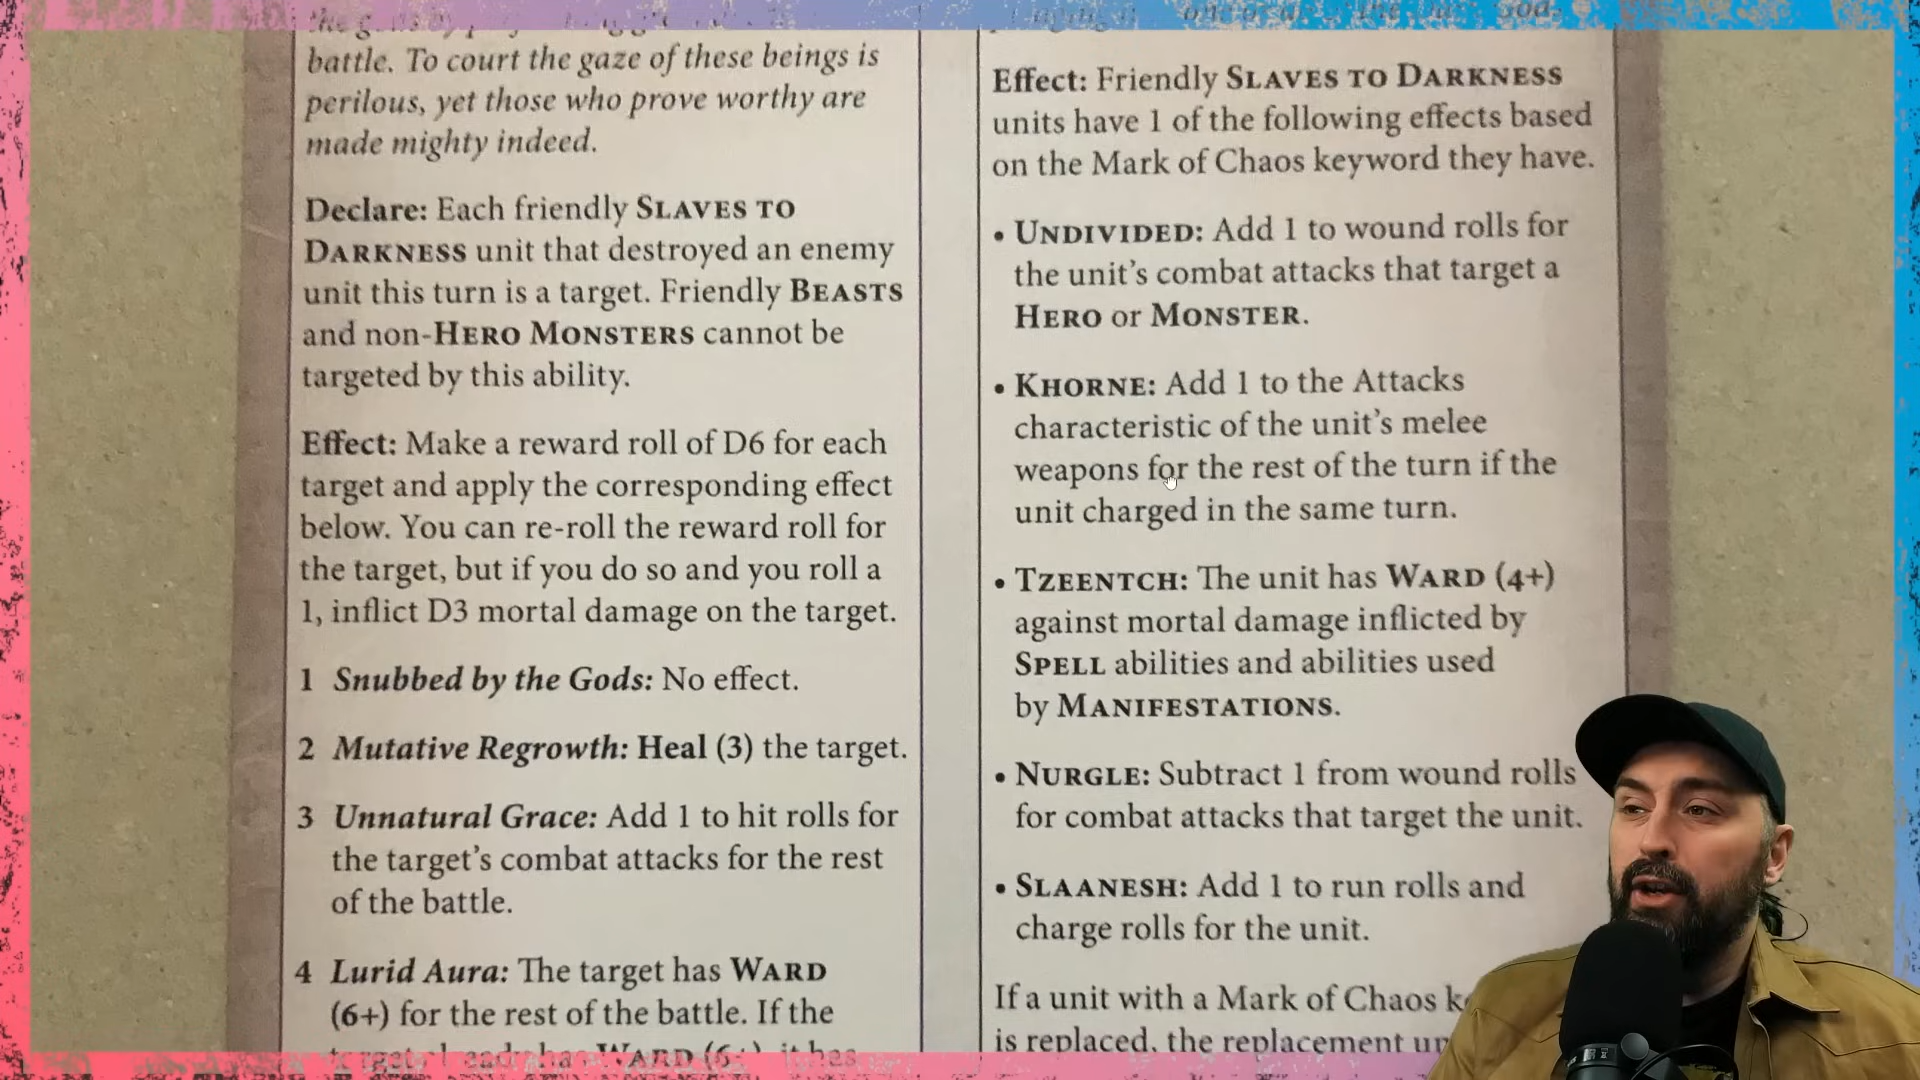 battle. To court the gaze of these beings is
perilous, yet those who prove worthy are
made mighty indeed.
Declare: Each friendly SLAVES TO
DARKNESS unit that destroyed an enemy
unit this turn is a target. Friendly BEASTS
and non-HERO MONSTERS cannot be
targeted by this ability.
Effect: Make a reward roll of D6 for each
target and apply the corresponding effect
below. You can re-roll the reward roll for
the target, but if you do so and you roll a
1, inflict D3 mortal damage on the target.
1 Snubbed by the Gods: No effect.
2 Mutative Regrowth: Heal (3) the target.
3 Unnatural Grace: Add 1 to hit rolls for
the target's combat attacks for the rest
of the battle.
4 Lurid Aura: The target has WARD
(6+) for the rest of the battle. If the
Effect: Friendly SLAVES TO DARKNESS
units have 1 of the following effects based
on the Mark of Chaos keyword they have.
• UNDIVIDED: Add 1 to wound rolls for
the unit's combat attacks that target a
HERO or MONSTER.
• KHORNE: Add 1 to the Attacks
characteristic of the unit's melee
weapons for the rest of the turn if the
unit charged in the same turn.
• TZEENTCH: The unit has WARD (4+)
against mortal damage inflicted by
SPELL abilities and abilities used
by MANIFESTATIONS.
• NURGLE: Subtract 1 from wound rolls
for combat attacks that target the unit.
• SLAANESH: Add 1 to run rolls and
charge rolls for the unit.
If a unit with a Mark of Chaos
is replaced, the replacement